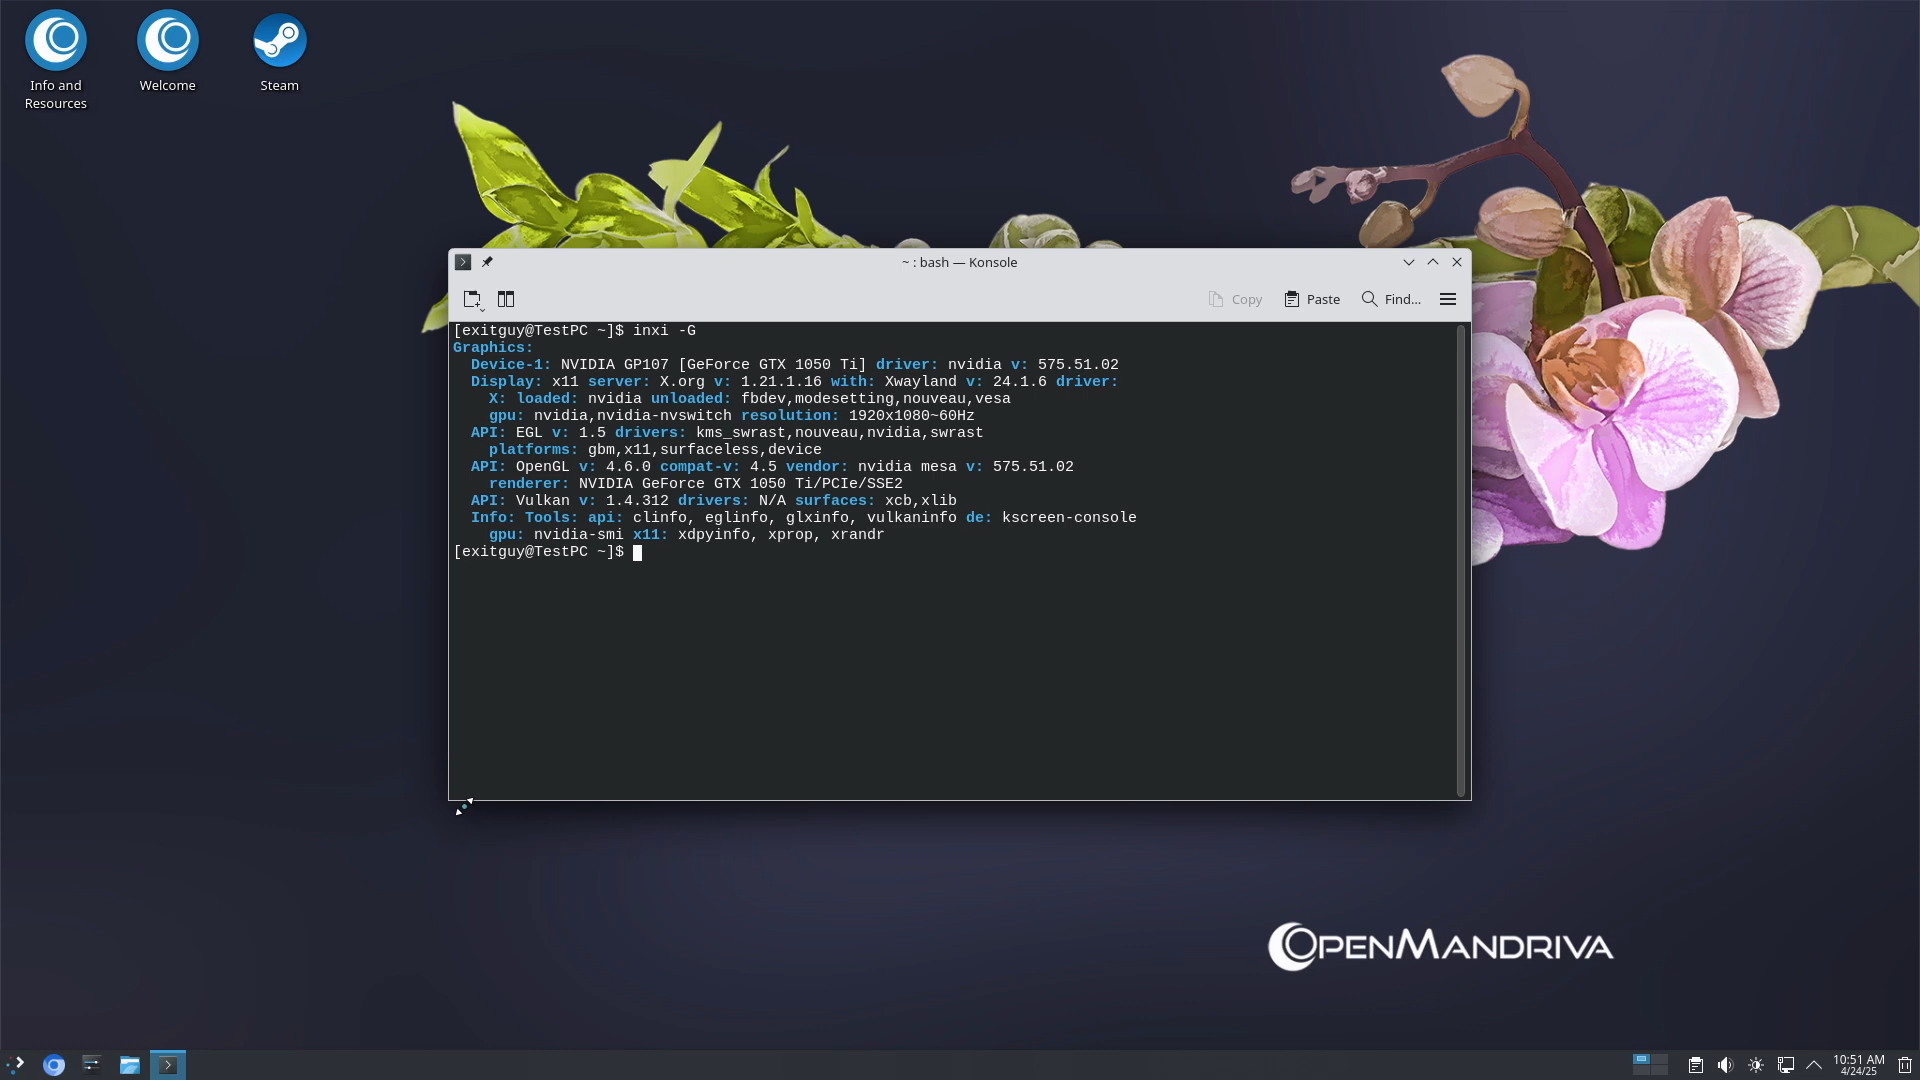 Info and
Resources
Welcome
Steam
~ : bash — Konsole
Copy
Paste
Find...
[exitguy@TestPC ~]$ inxi -G
Graphics:
Device-1: NVIDIA GP107 [GeForce GTX 1050 Ti] driver: nvidia v: 575.51.02
Display: x11 server: X.org v: 1.21.1.16 with: Xwayland v: 24.1.6 driver:
X: loaded: nvidia unloaded: fbdev,modesetting,nouveau,vesa
gpu: nvidia,nvidia-nvswitch resolution: 1920x1080~60Hz
API: EGL v: 1.5 drivers: kms_swrast,nouveau,nvidia,swrast
platforms: gbm,x11,surfaceless,device
API: OpenGL v: 4.6.0 compat-v: 4.5 vendor: nvidia mesa v: 575.51.02
renderer: NVIDIA GeForce GTX 1050 Ti/PCIe/SSE2
API: Vulkan v: 1.4.312 drivers: N/A surfaces: xcb,xlib
Info: Tools: api: clinfo, eglinfo, glxinfo, vulkaninfo de: kscreen-console
gpu: nvidia-smi x11: xdpyinfo, xprop, xrandr
[exitguy@TestPC ~]$
OpenMandriva
10:51 AM
4/24/25